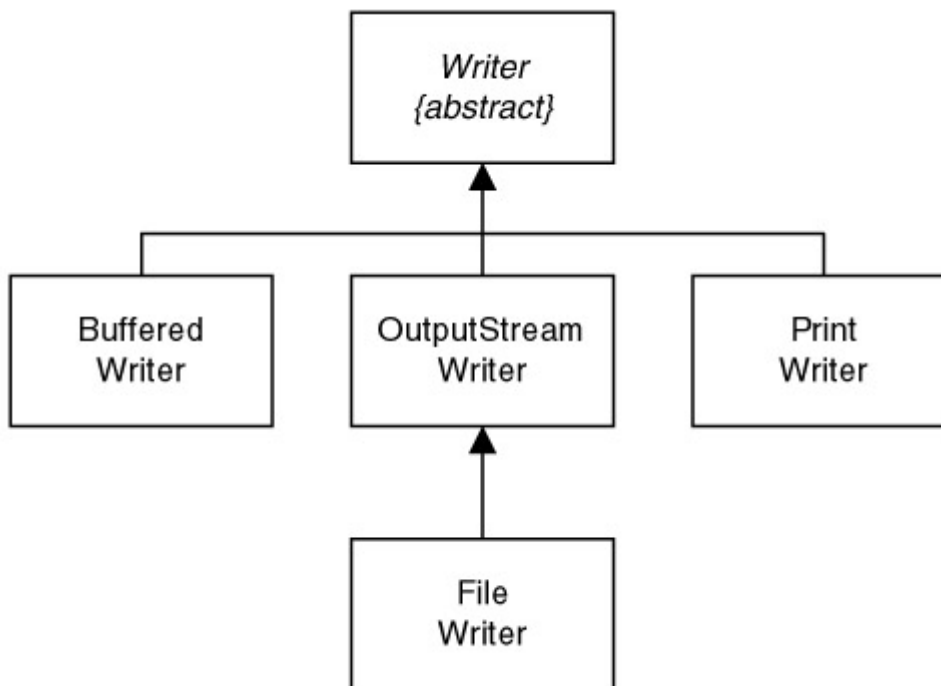 Writer
{abstract}
Buffered
Writer
OutputStream
Writer
Print
Writer
File
Writer